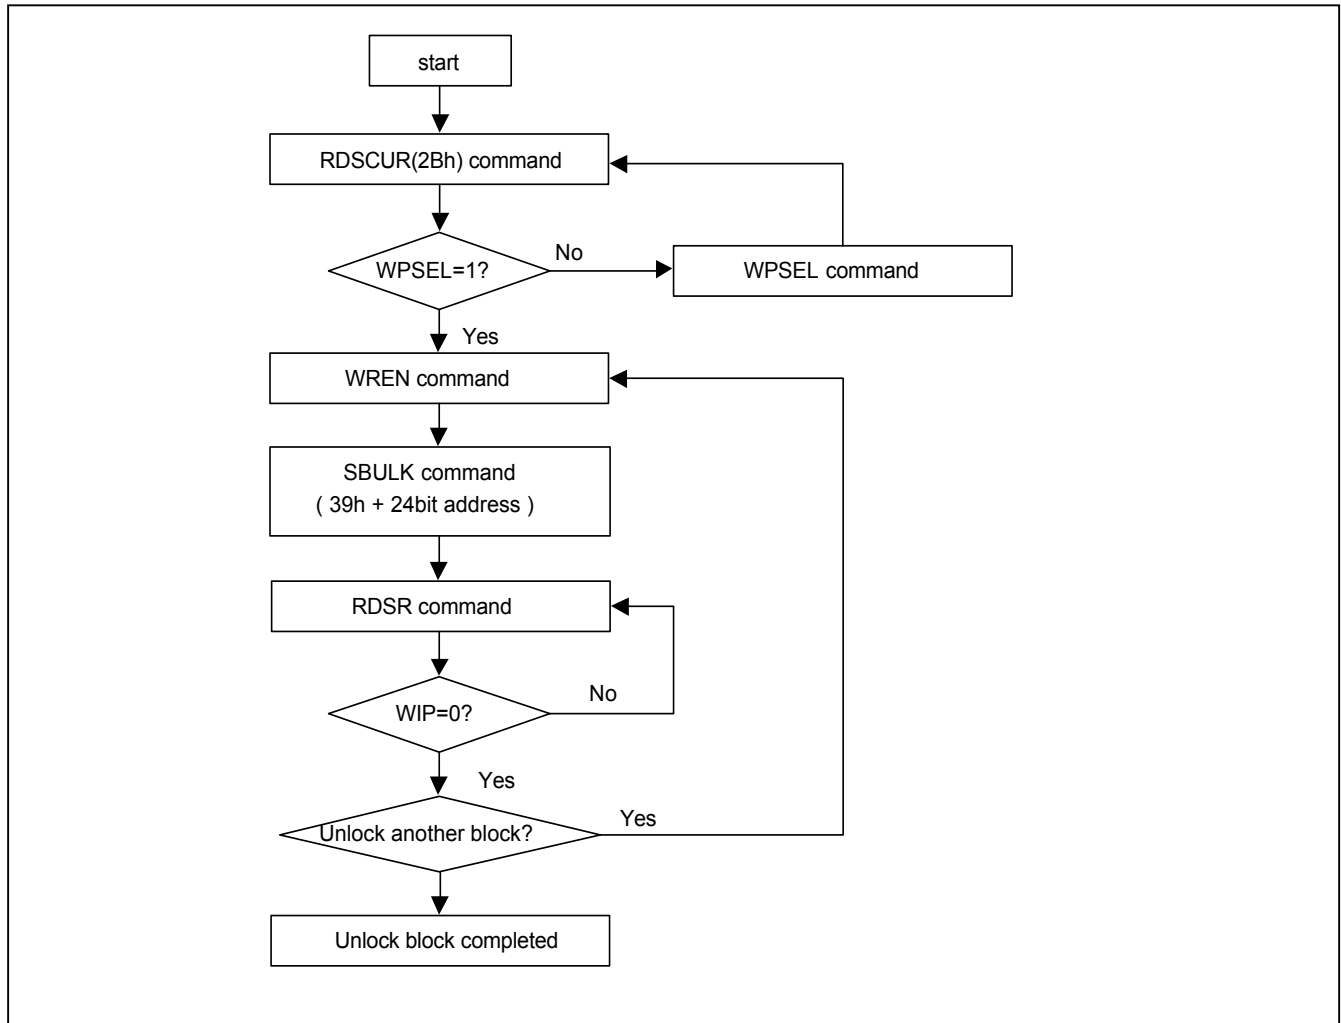 start
RDSCUR(2Bh) command
WPSEL=1?
No
WPSEL command
Yes
WREN command
SBULK command
( 39h + 24bit address )
RDSR command
WIP=0?
No
Yes
Unlock another block?
Yes
Unlock block completed